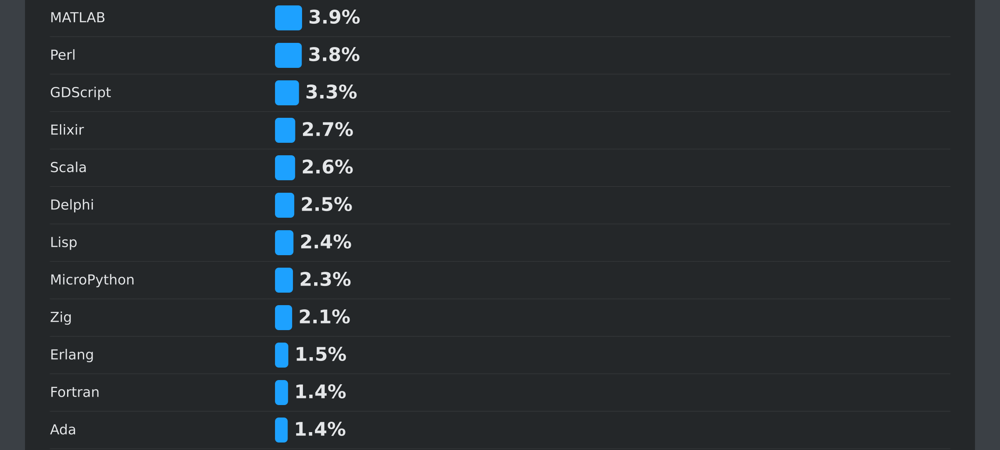 MATLAB 3.9%
Perl 3.8%
GDScript 3.3%
Elixir 2.7%
Scala 2.6%
Delphi 2.5%
Lisp 2.4%
MicroPython 2.3%
Zig 2.1%
Erlang 1.5%
Fortran 1.4%
Ada 1.4%